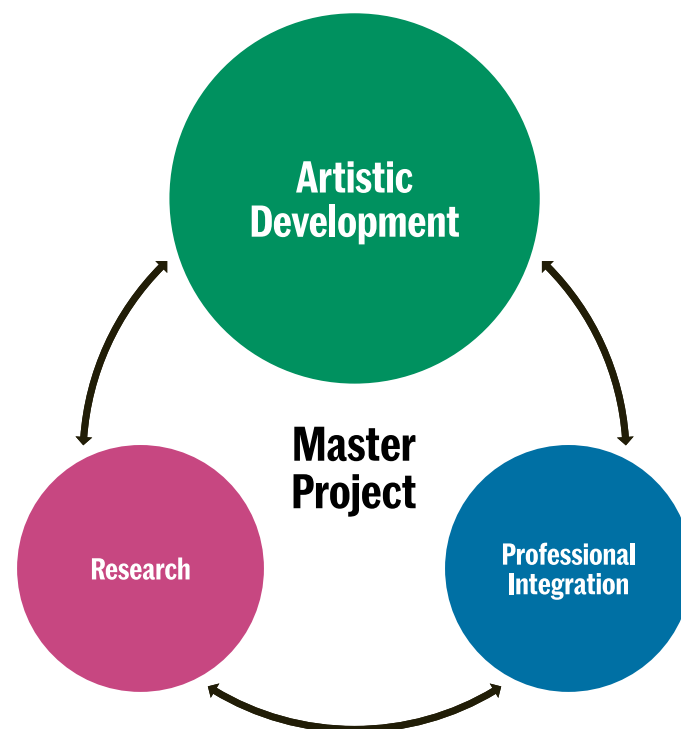 Artistic
Development
Master
Project
Research
Professional
Integration